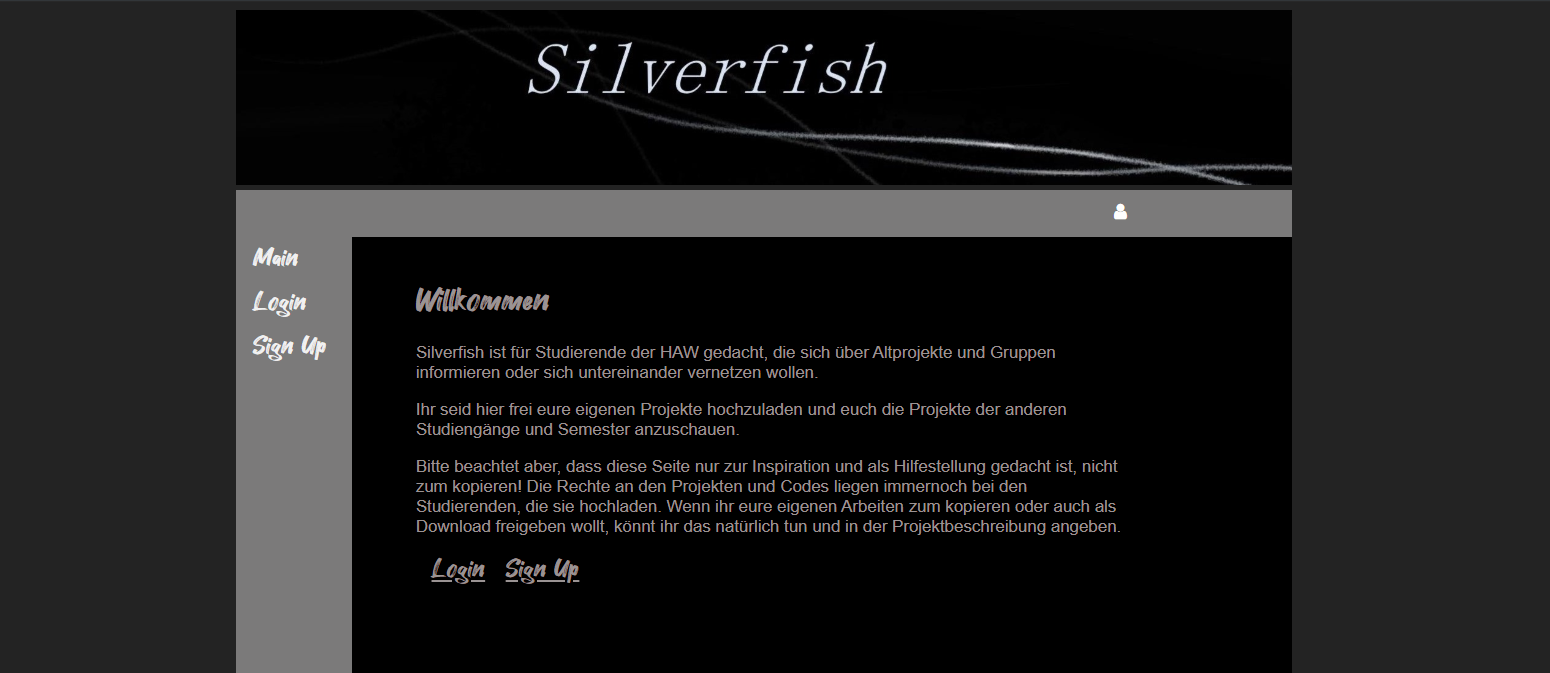 Silverfish
Main
Login
Sign Up
Willkommen
Silverfish ist für Studierende der HAW gedacht, die sich über Altprojekte und Gruppen
informieren oder sich untereinander vernetzen wollen.
Ihr seid hier frei eure eigenen Projekte hochzuladen und euch die Projekte der anderen
Studiengänge und Semester anzuschauen.
Bitte beachtet aber, dass diese Seite nur zur Inspiration und als Hilfestellung gedacht ist, nicht
zum kopieren! Die Rechte an den Projekten und Codes liegen immernoch bei den
Studierenden, die sie hochladen. Wenn ihr eure eigenen Arbeiten zum kopieren oder auch als
Download freigeben wollt, könnt ihr das natürlich tun und in der Projektbeschreibung angeben.
Login Sign Up